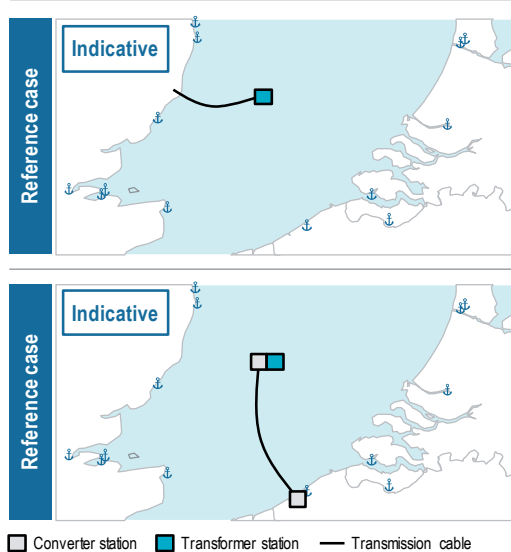 Reference case
Indicative
Reference case
Indicative
Converter station Transformer station Transmission cable